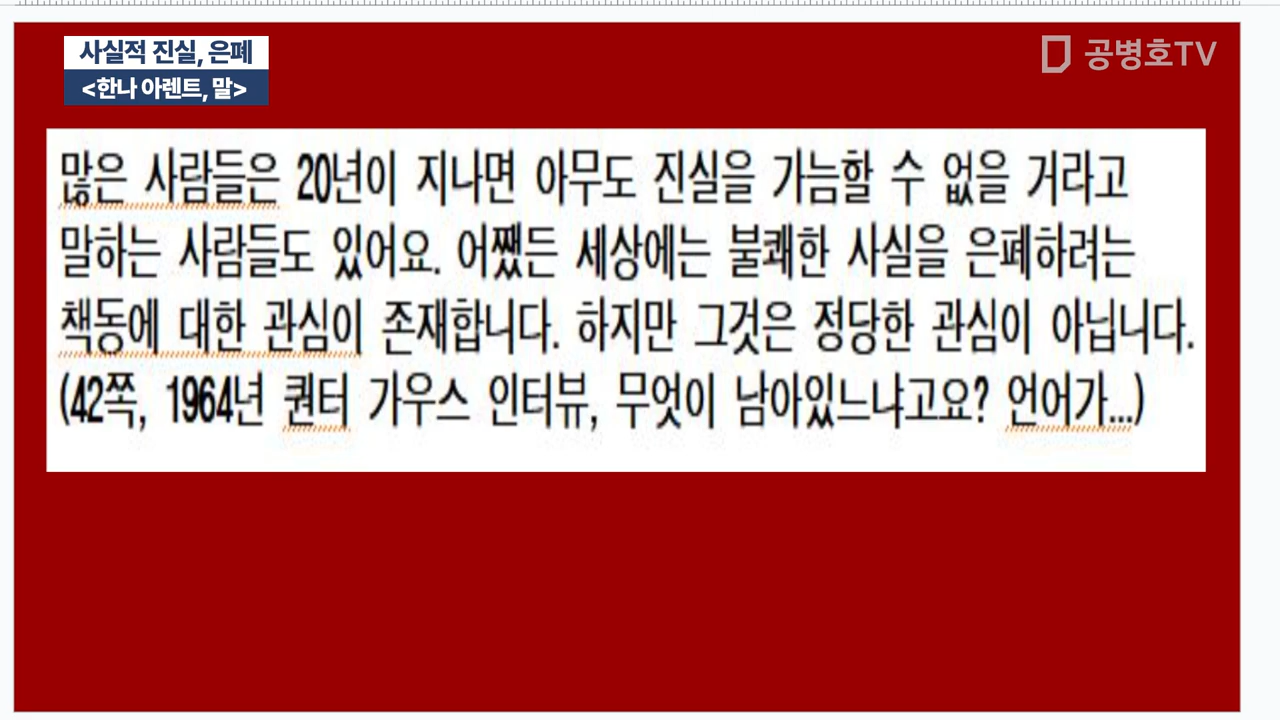 사실적 진실, 은폐
<한나 아렌트, 말>
공병호TV
많은 사람들은 20년이 지나면 아무도 진실을 가늠할 수 없을 거라고
말하는 사람들도 있어요. 어쨌든 세상에는 불쾌한 사실을 은폐하려는
책동에 대한 관심이 존재합니다. 하지만 그것은 정당한 관심이 아닙니다.
(42쪽, 1964년 퀀터 가우스 인터뷰, 무엇이 남아있느냐고요? 언어가...)